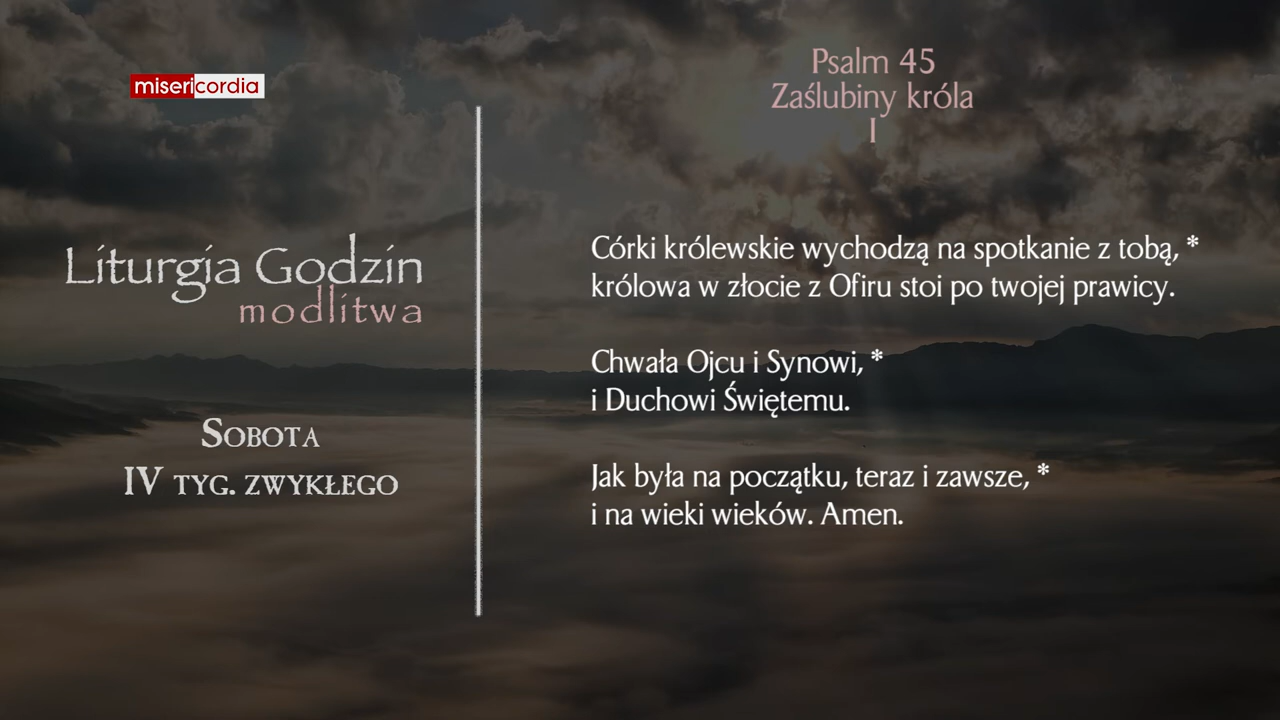 misericordia
Liturgia Godzin
modlitwa
Sobota
IV tyg. zwykłego
Psalm 45
Zaślubiny króla
I
Córki królewskie wychodzą na spotkanie z tobą, *
królowa w złocie z Ofiru stoi po twojej prawicy.
Chwała Ojcu i Synowi, *
i Duchowi Świętemu.
Jak była na początku, teraz i zawsze, *
i na wieki wieków. Amen.